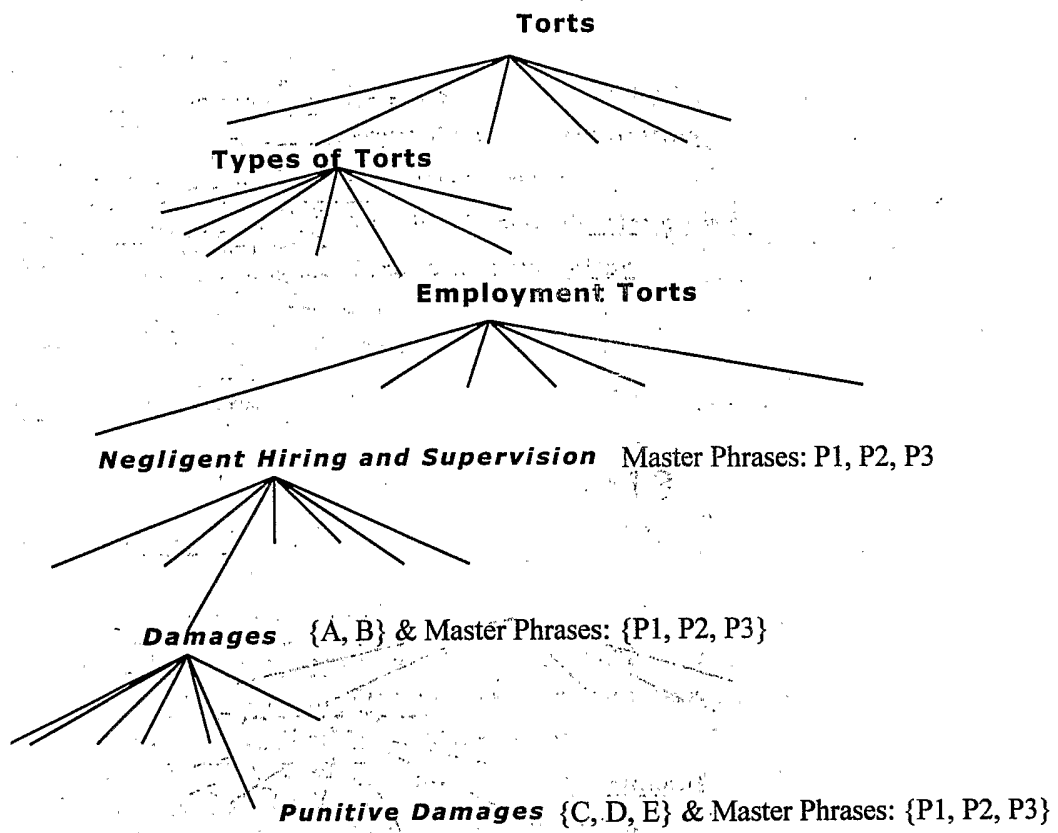 Torts
Types of Torts
Employment Torts
Negligent Hiring and Supervision Master Phrases: P1, P2, P3
Damages {A, B} & Master Phrases: {P1, P2, P3}
Punitive Damages {C, D, E} & Master Phrases: {P1, P2, P3}